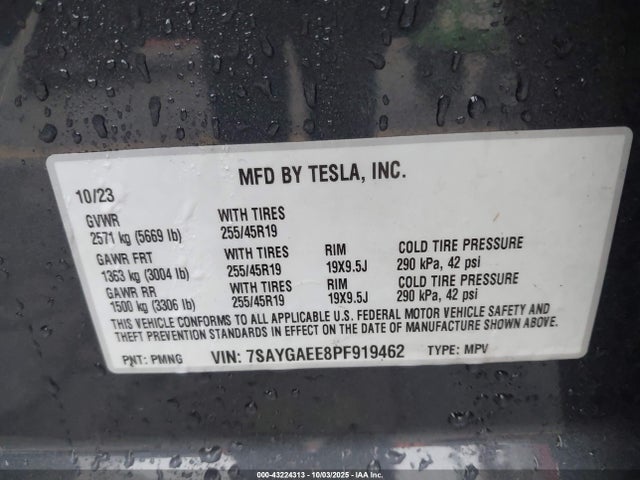 MFD BY TESLA, INC.
10/23
GVWR WITH TIRES
2571 kg (5669 lb) 255/45R19
GAWR FRT WITH TIRES RIM COLD TIRE PRESSURE
1363 kg (3004 lb) 255/45R19 19X9.5J 290 kPa, 42 psi
GAWR RR WITH TIRES RIM COLD TIRE PRESSURE
1500 kg (3306 lb) 255/45R19 19X9.5J 290 kPa, 42 psi
THIS VEHICLE CONFORMS TO ALL APPLICABLE U.S. FEDERAL MOTOR VEHICLE SAFETY AND
THEFT PREVENTION STANDARDS IN EFFECT ON THE DATE OF MANUFACTURE SHOWN ABOVE.
PNT: PMNG VIN: 7SAYGAEE8PF919462 TYPE: MPV
000-43224313 - 10/03/2025 - IAA Inc.